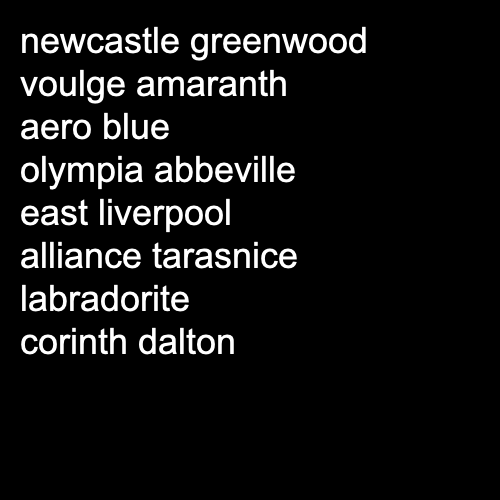 newcastle greenwood
voulge amaranth
aero blue
olympia abbeville
east liverpool
alliance tarasnice
labradorite
corinth dalton